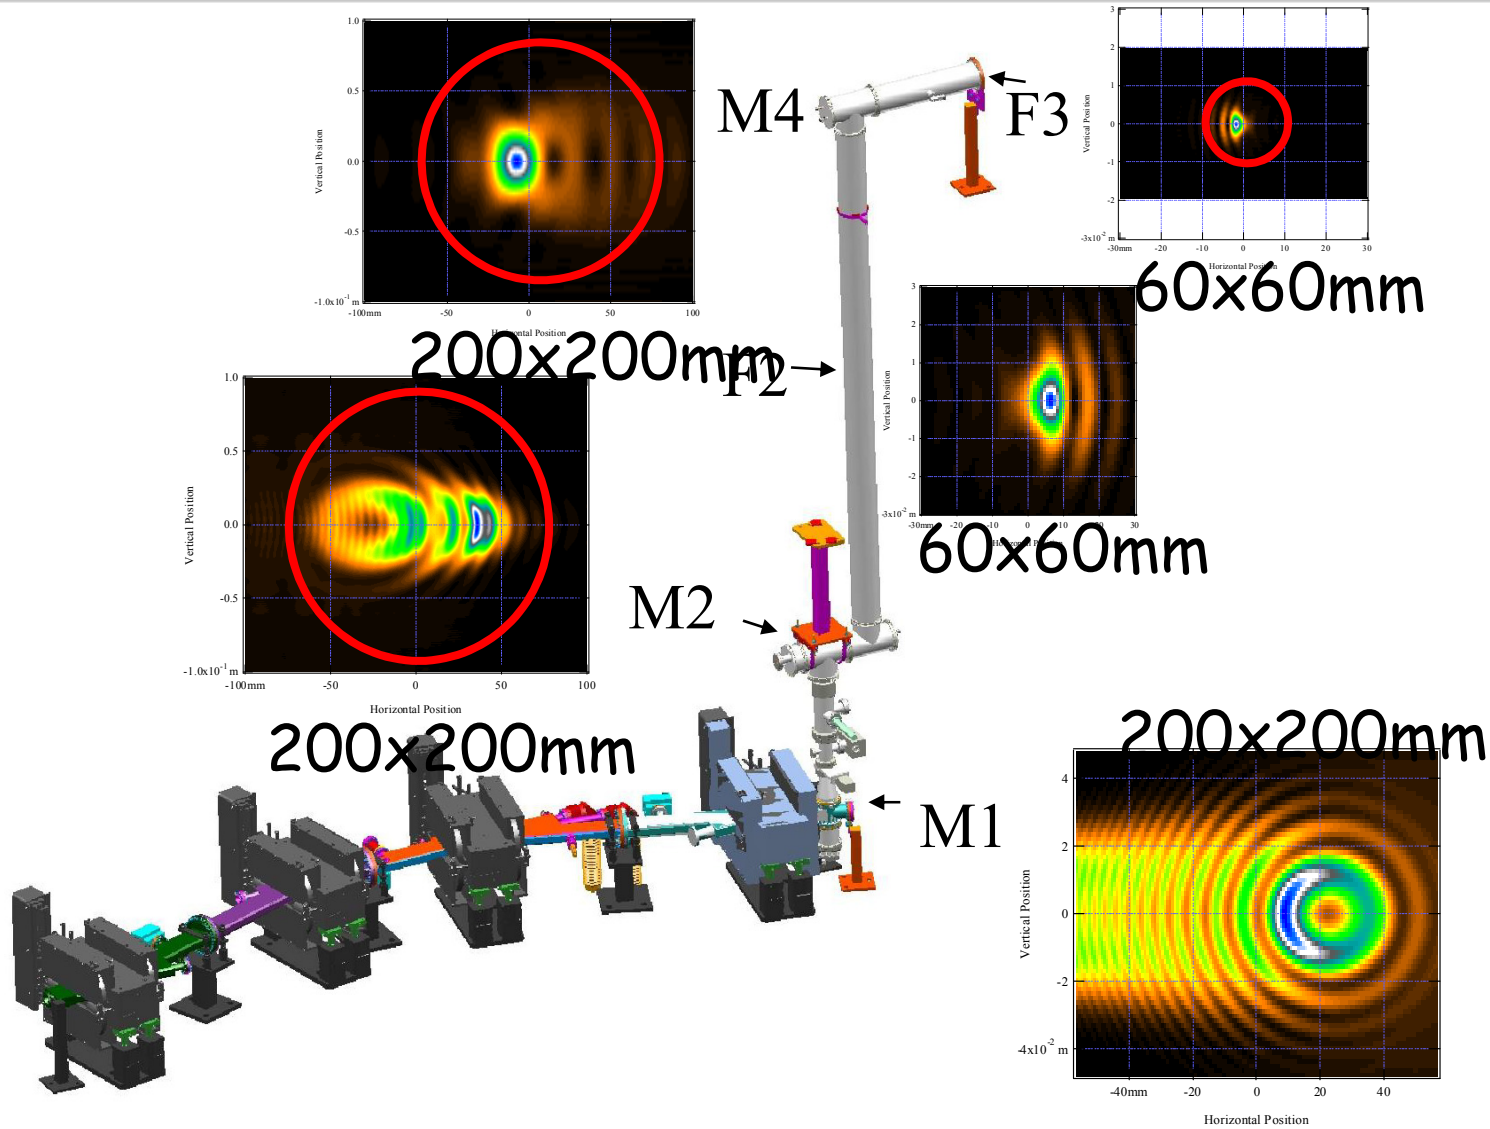 1.0
0.5
0.0
-0.5
-1.0x10⁻¹ m
Vertical Position
-100mm -50 0 50 100
Horizontal Position
200x200mm
M4
F3
3
2
1
0
-1
-2
-3x10⁻² m
Vertical Position
-30mm -20 -10 0 10 20 30
Horizontal Position
60x60mm
F2
3
2
1
0
-1
-2
-3x10⁻² m
Vertical Position
-30mm -20 -10 0 10 20 30
60x60mm
1.0
0.5
0.0
-0.5
-1.0x10⁻¹ m
Vertical Position
-100mm -50 0 50 100
Horizontal Position
200x200mm
M2
M1
200x200mm
4
2
0
-2
-4x10⁻² m
Vertical Position
-40mm -20 0 20 40
Horizontal Position